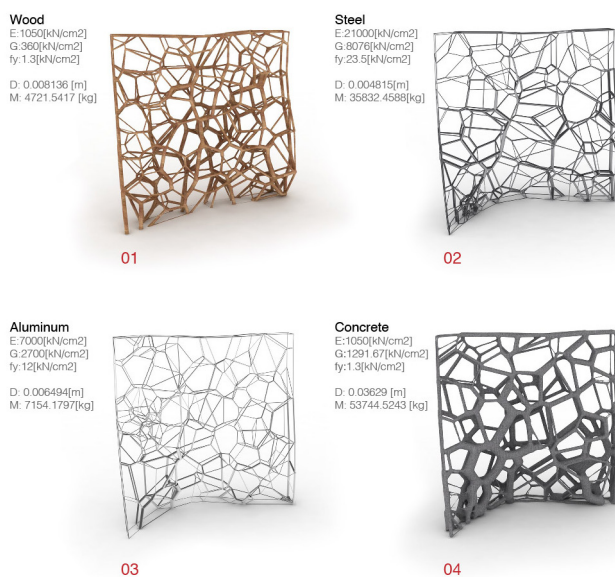 Wood
E:1050[kN/cm2]
G:360[kN/cm2]
fy:1.3[kN/cm2]
D: 0.008136 [m]
M: 4721.5417 [kg]
01
Steel
E:21000[kN/cm2]
G:8076[kN/cm2]
fy:23.5[kN/cm2]
D: 0.004815[m]
M: 35832.4588[kg]
02
Aluminum
E:7000[kN/cm2]
G:2700[kN/cm2]
fy:12[kN/cm2]
D: 0.006494[m]
M: 7154.1797[kg]
03
Concrete
E:1050[kN/cm2]
G:1291.67[kN/cm2]
fy:1.3[kN/cm2]
D: 0.03629 [m]
M: 53744.5243 [kg]
04